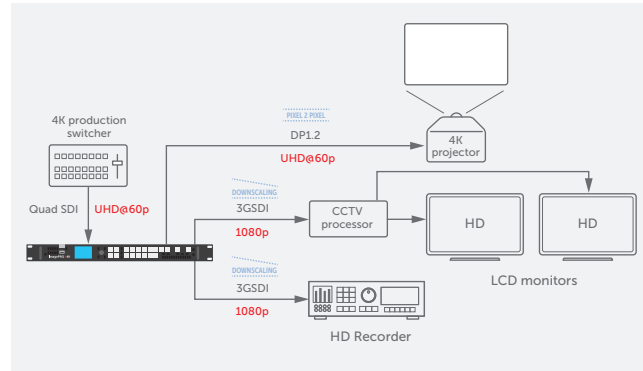 PIXEL 2 PIXEL
4K production
switcher
DP1.2
UHD@60p
4K
projector
DOWNSCALING
Quad SDI
UHD@60p
3GSDI
1080p
CCTV
processor
HD
HD
DOWNSCALING
3GSDI
1080p
LCD monitors
HD Recorder